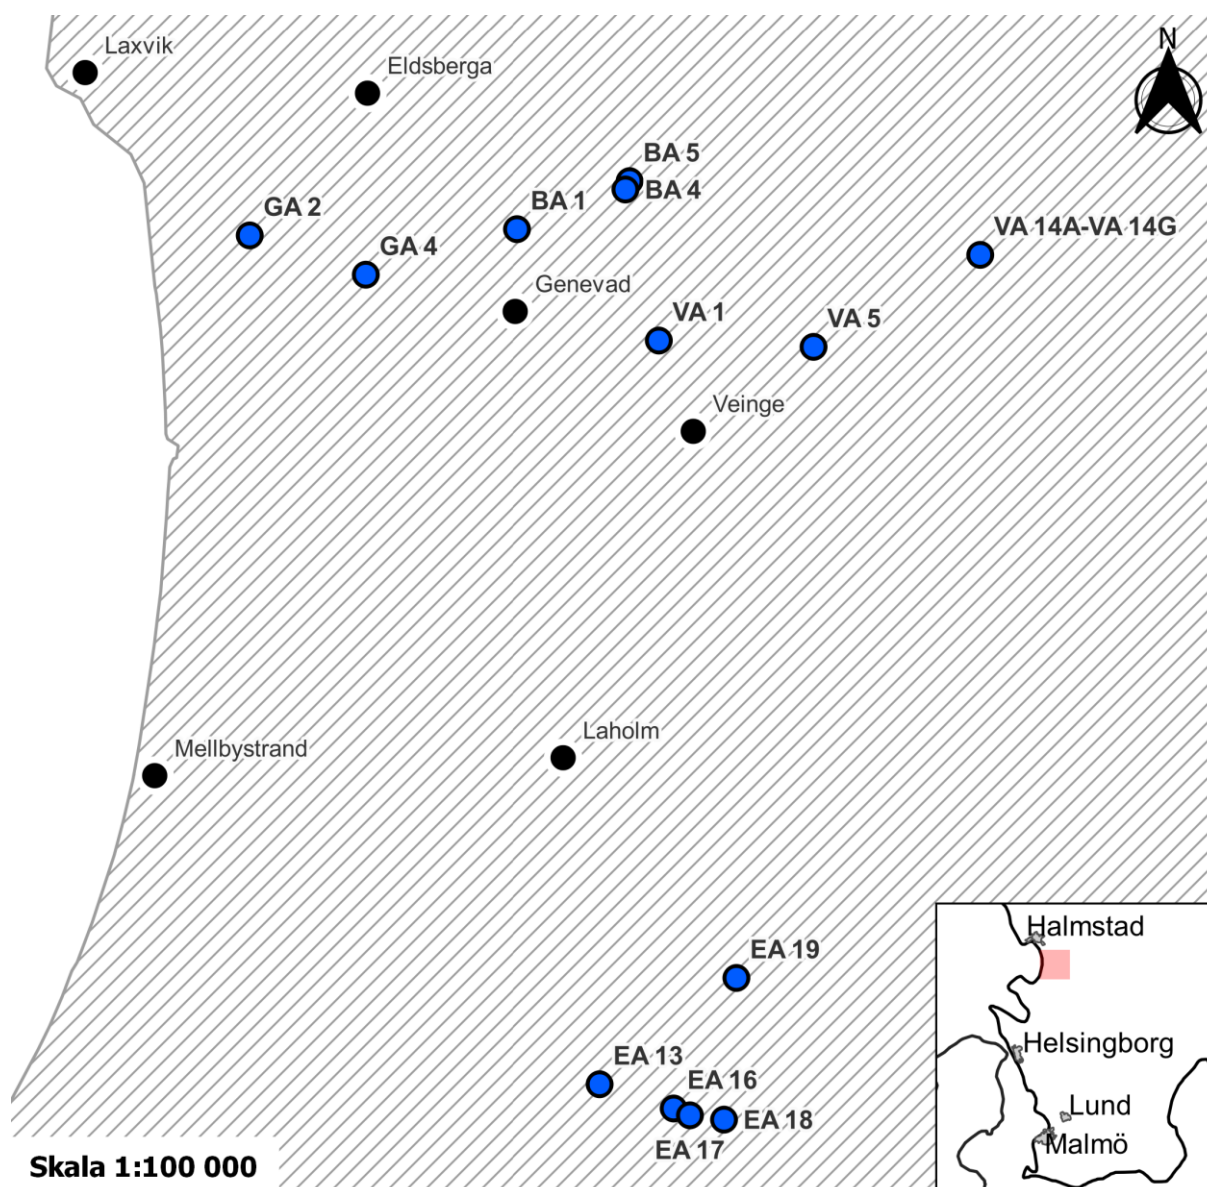 N
Laxvik
Eldsberga
BA 5
BA 4
BA 1
GA 2
GA 4
VA 14A-VA 14G
Genevad
VA 1
VA 5
Veinge
Mellbystrand
Laholm
EA 19
EA 13
EA 16
EA 18
EA 17
Skala 1:100 000
Halmstad
Helsingborg
Lund
Malmö